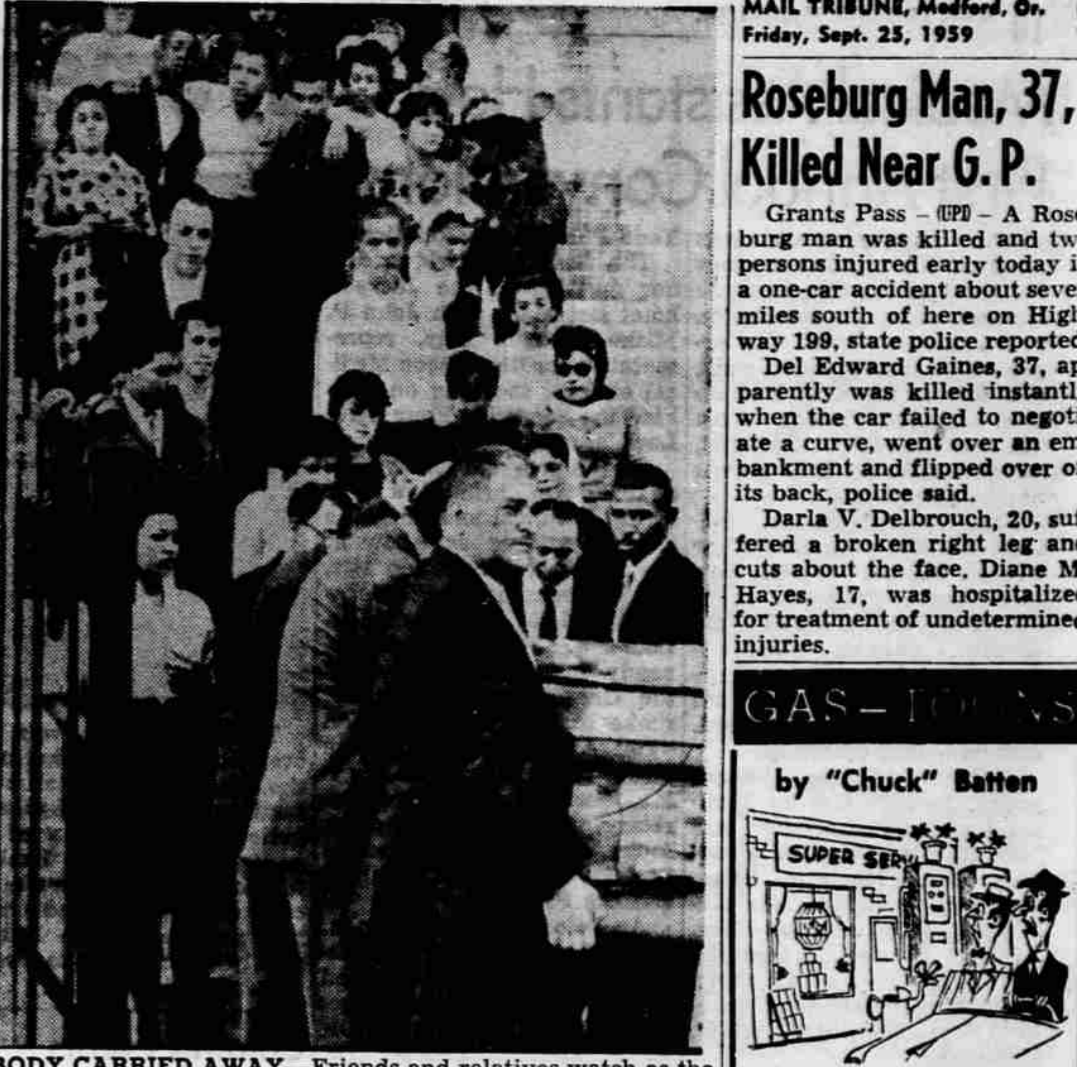 MAIL TRIBUNE, Medford, Or.
Friday, Sept. 25, 1959
Roseburg Man, 37,
Killed Near G. P.
Grants Pass – (UPI) – A Rose
burg man was killed and tw
persons injured early today i
a one-car accident about seve
miles south of here on High
way 199, state police reported
Del Edward Gaines, 37, ap
parently was killed instantl
when the car failed to negoti
ate a curve, went over an em
bankment and flipped over o
its back, police said.
Darla V. Delbrouch, 20, suf
fered a broken right leg and
cuts about the face. Diane M
Hayes, 17, was hospitalized
for treatment of undetermined
injuries.
GAS –
by "Chuck" Batten
SUPER SERV
BODY CARRIED AWAY – Friends and relatives watch as the